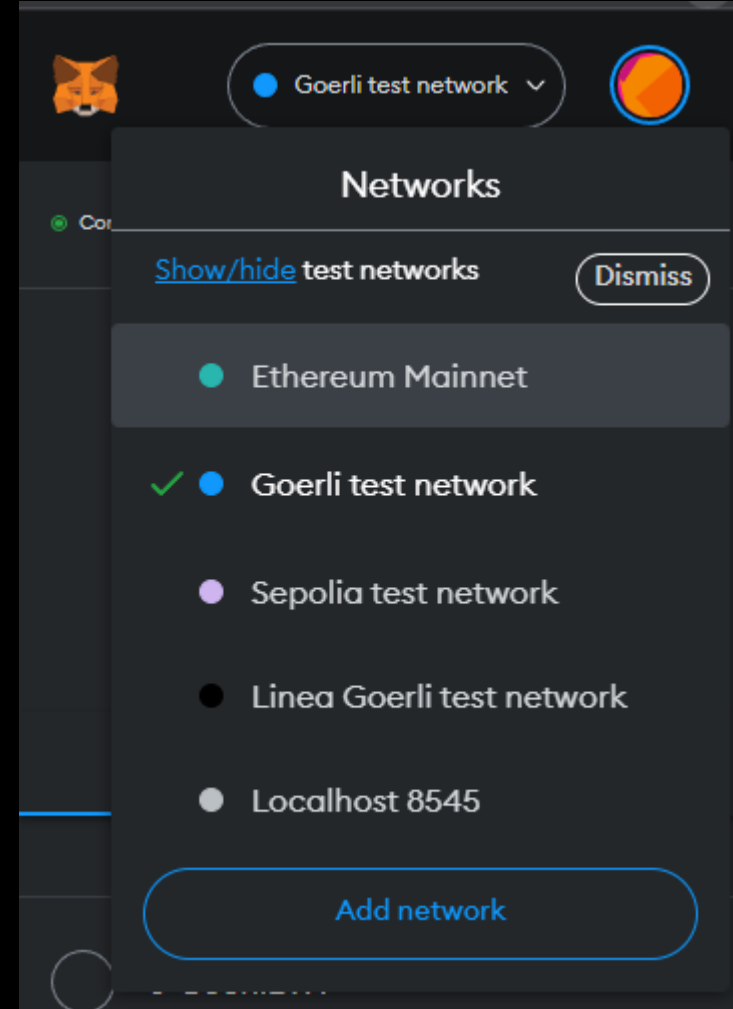 Goerli test network
Networks
Show/hide test networks
Dismiss
Ethereum Mainnet
Goerli test network
Sepolia test network
Linea Goerli test network
Localhost 8545
Add network